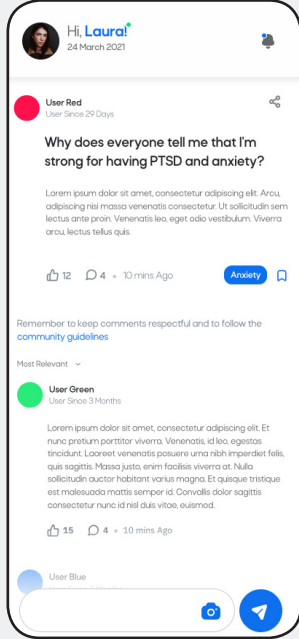 Hi, Laura!
24 March 2021
User Red
User Since 29 Days
Why does everyone tell me that I'm
strong for having PTSD and anxiety?
Lorem ipsum dolor sit amet, consectetur adipiscing elit. Arcu,
adipiscing nisi massa venenatis consectetur. Ut sollicitudin sem
lectus ante proin. Venenatis leo, eget odio vestibulum. Viverra
arcu, lectus tellus quis.
12 4 • 10 mins Ago Anxiety
Remember to keep comments respectful and to follow the
community guidelines
Most Relevant
User Green
User Since 3 Months
Lorem ipsum dolor sit amet, consectetur adipiscing elit. Et
nunc pretium porttitor viverra. Venenatis, id leo, egestas
tincidunt. Laoreet venenatis posuere urna nibh imperdiet felis,
quis sagittis. Massa justo, enim facilisis viverra at. Nulla
sollicitudin auctor habitant varius magna. Et quisque tristique
est malesuada mattis semper id. Convallis dolor sagittis
consectetur nunc id nisl duis vitae, euismod.
15 4 • 10 mins Ago
User Blue